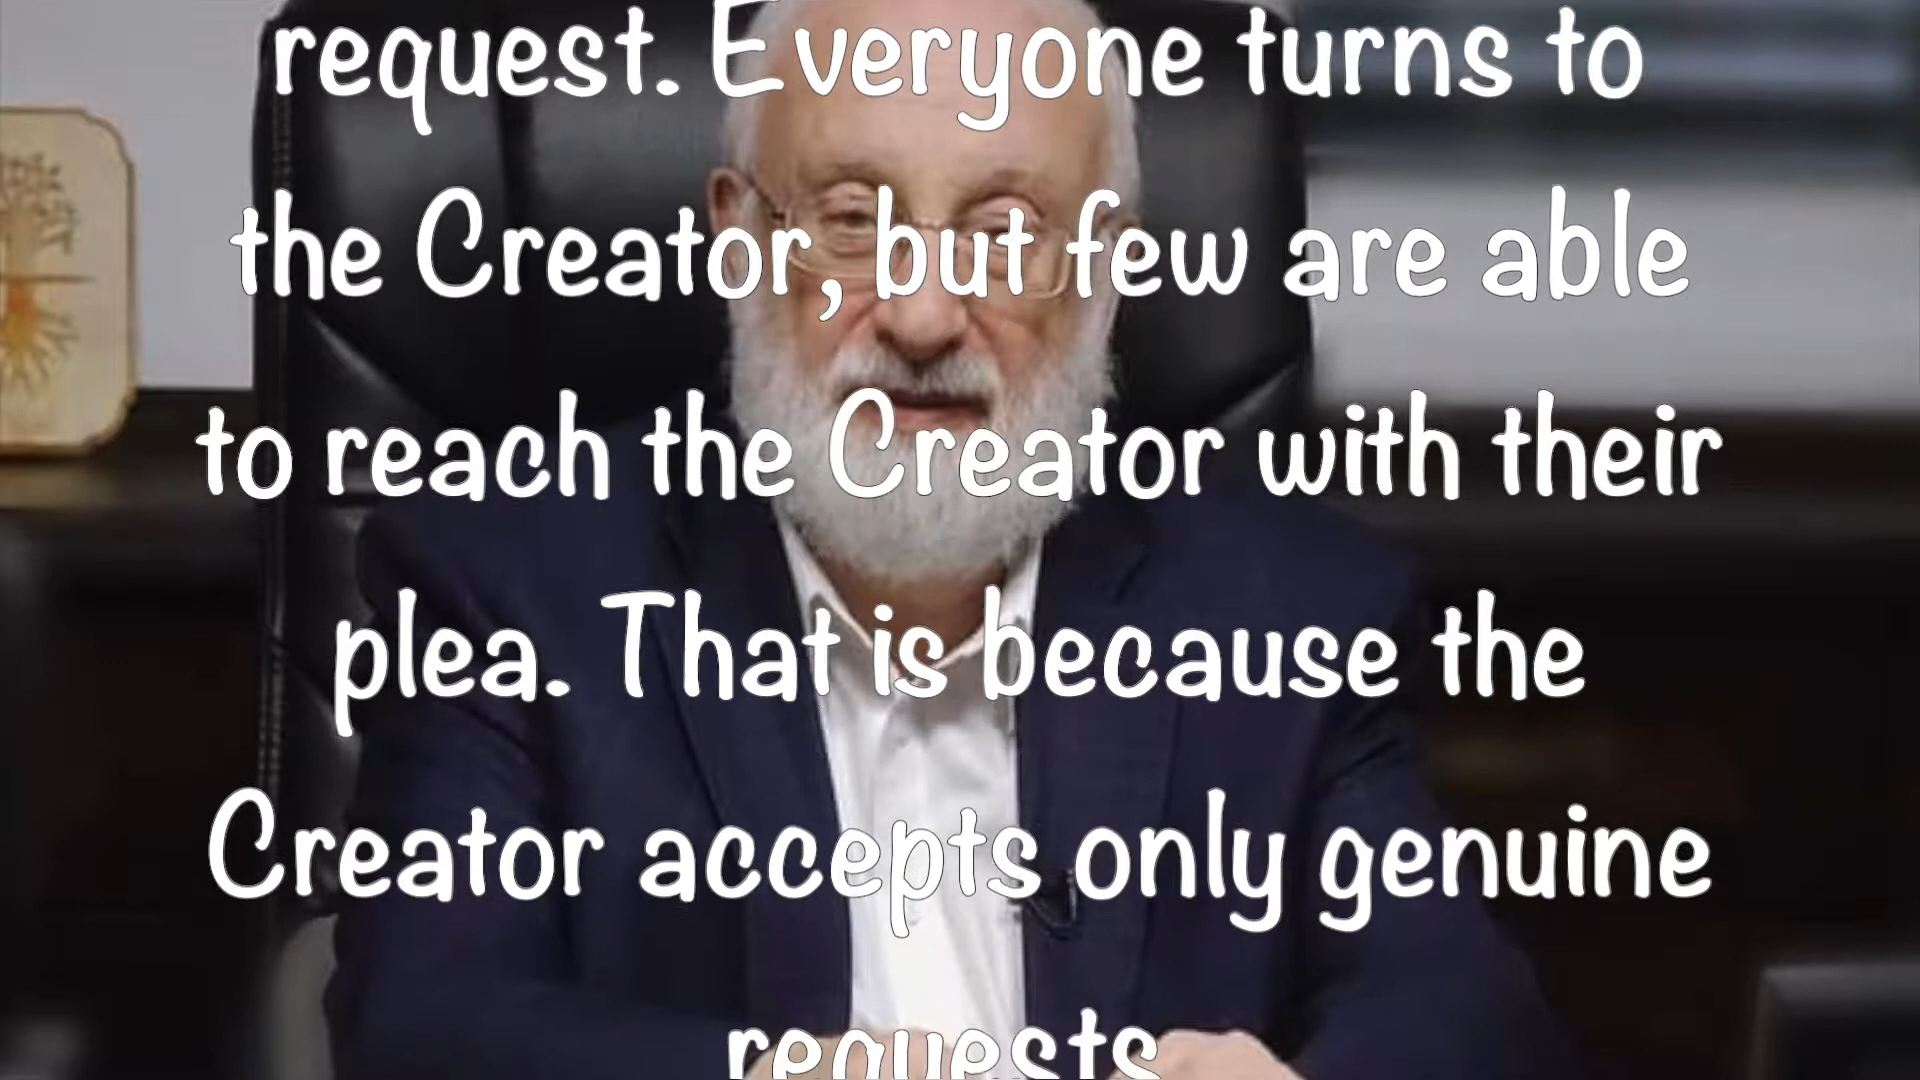 request. Everyone turns to
the Creator, but few are able
to reach the Creator with their
plea. That is because the
Creator accepts only genuine
requests